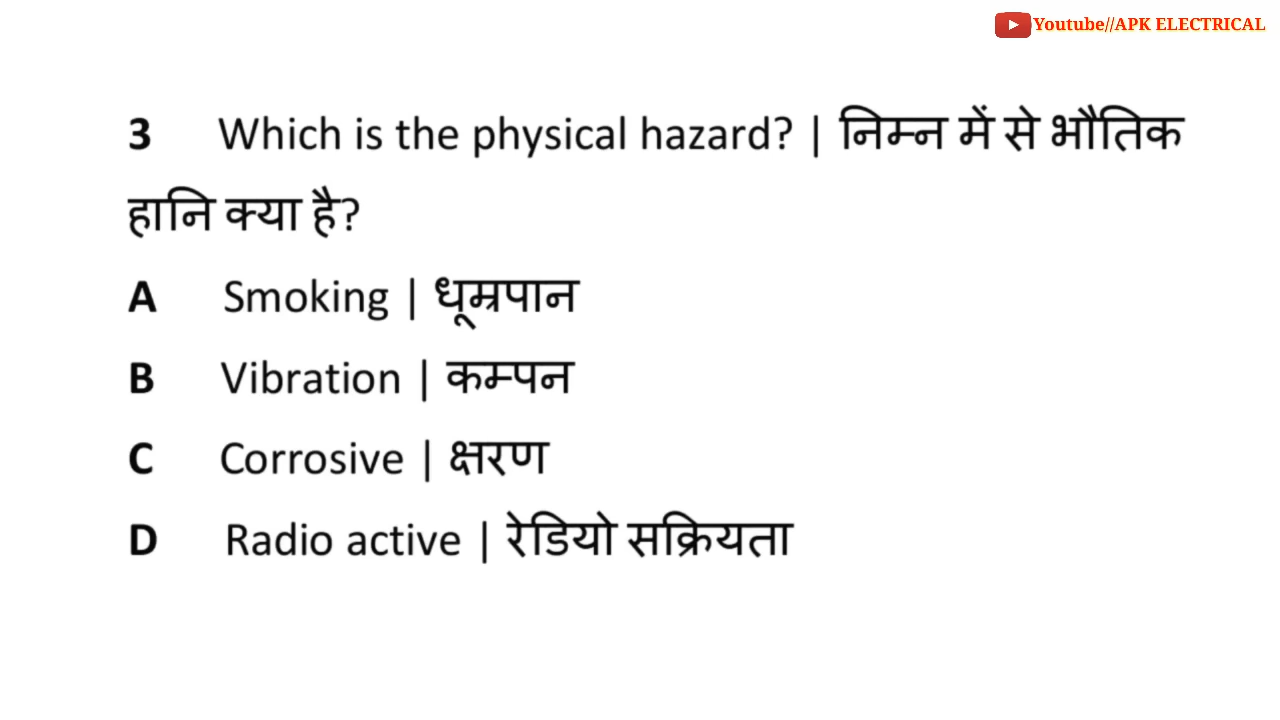 Youtube//APK ELECTRICAL
3 Which is the physical hazard? | निम्न में से भौतिक
हानि क्या है?
A Smoking | धूम्रपान
B Vibration | कम्पन
C Corrosive | क्षरण
D Radio active | रेडियो सक्रियता